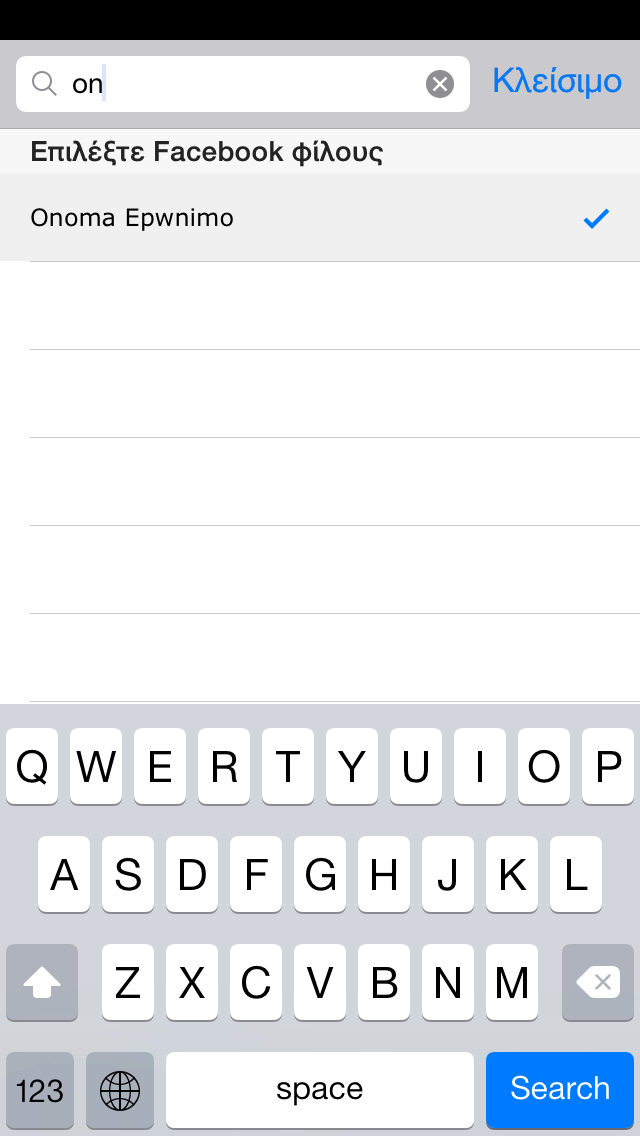 on
Κλείσιμο
Επιλέξτε Facebook φίλους
Onoma Epwnimo
Q W E R T Y U I O P
A S D F G H J K L
Z X C V B N M
123 space Search